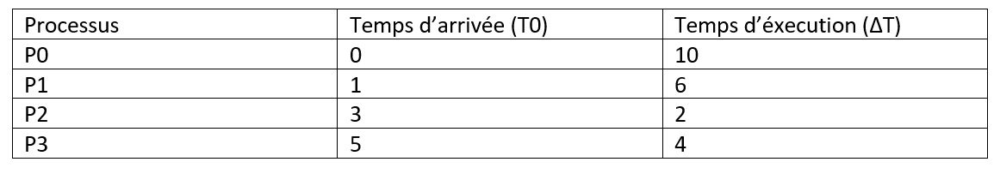 Processus Temps d’arrivée (T0) Temps d’éxecution (ΔT)
P0 0 10
P1 1 6
P2 3 2
P3 5 4